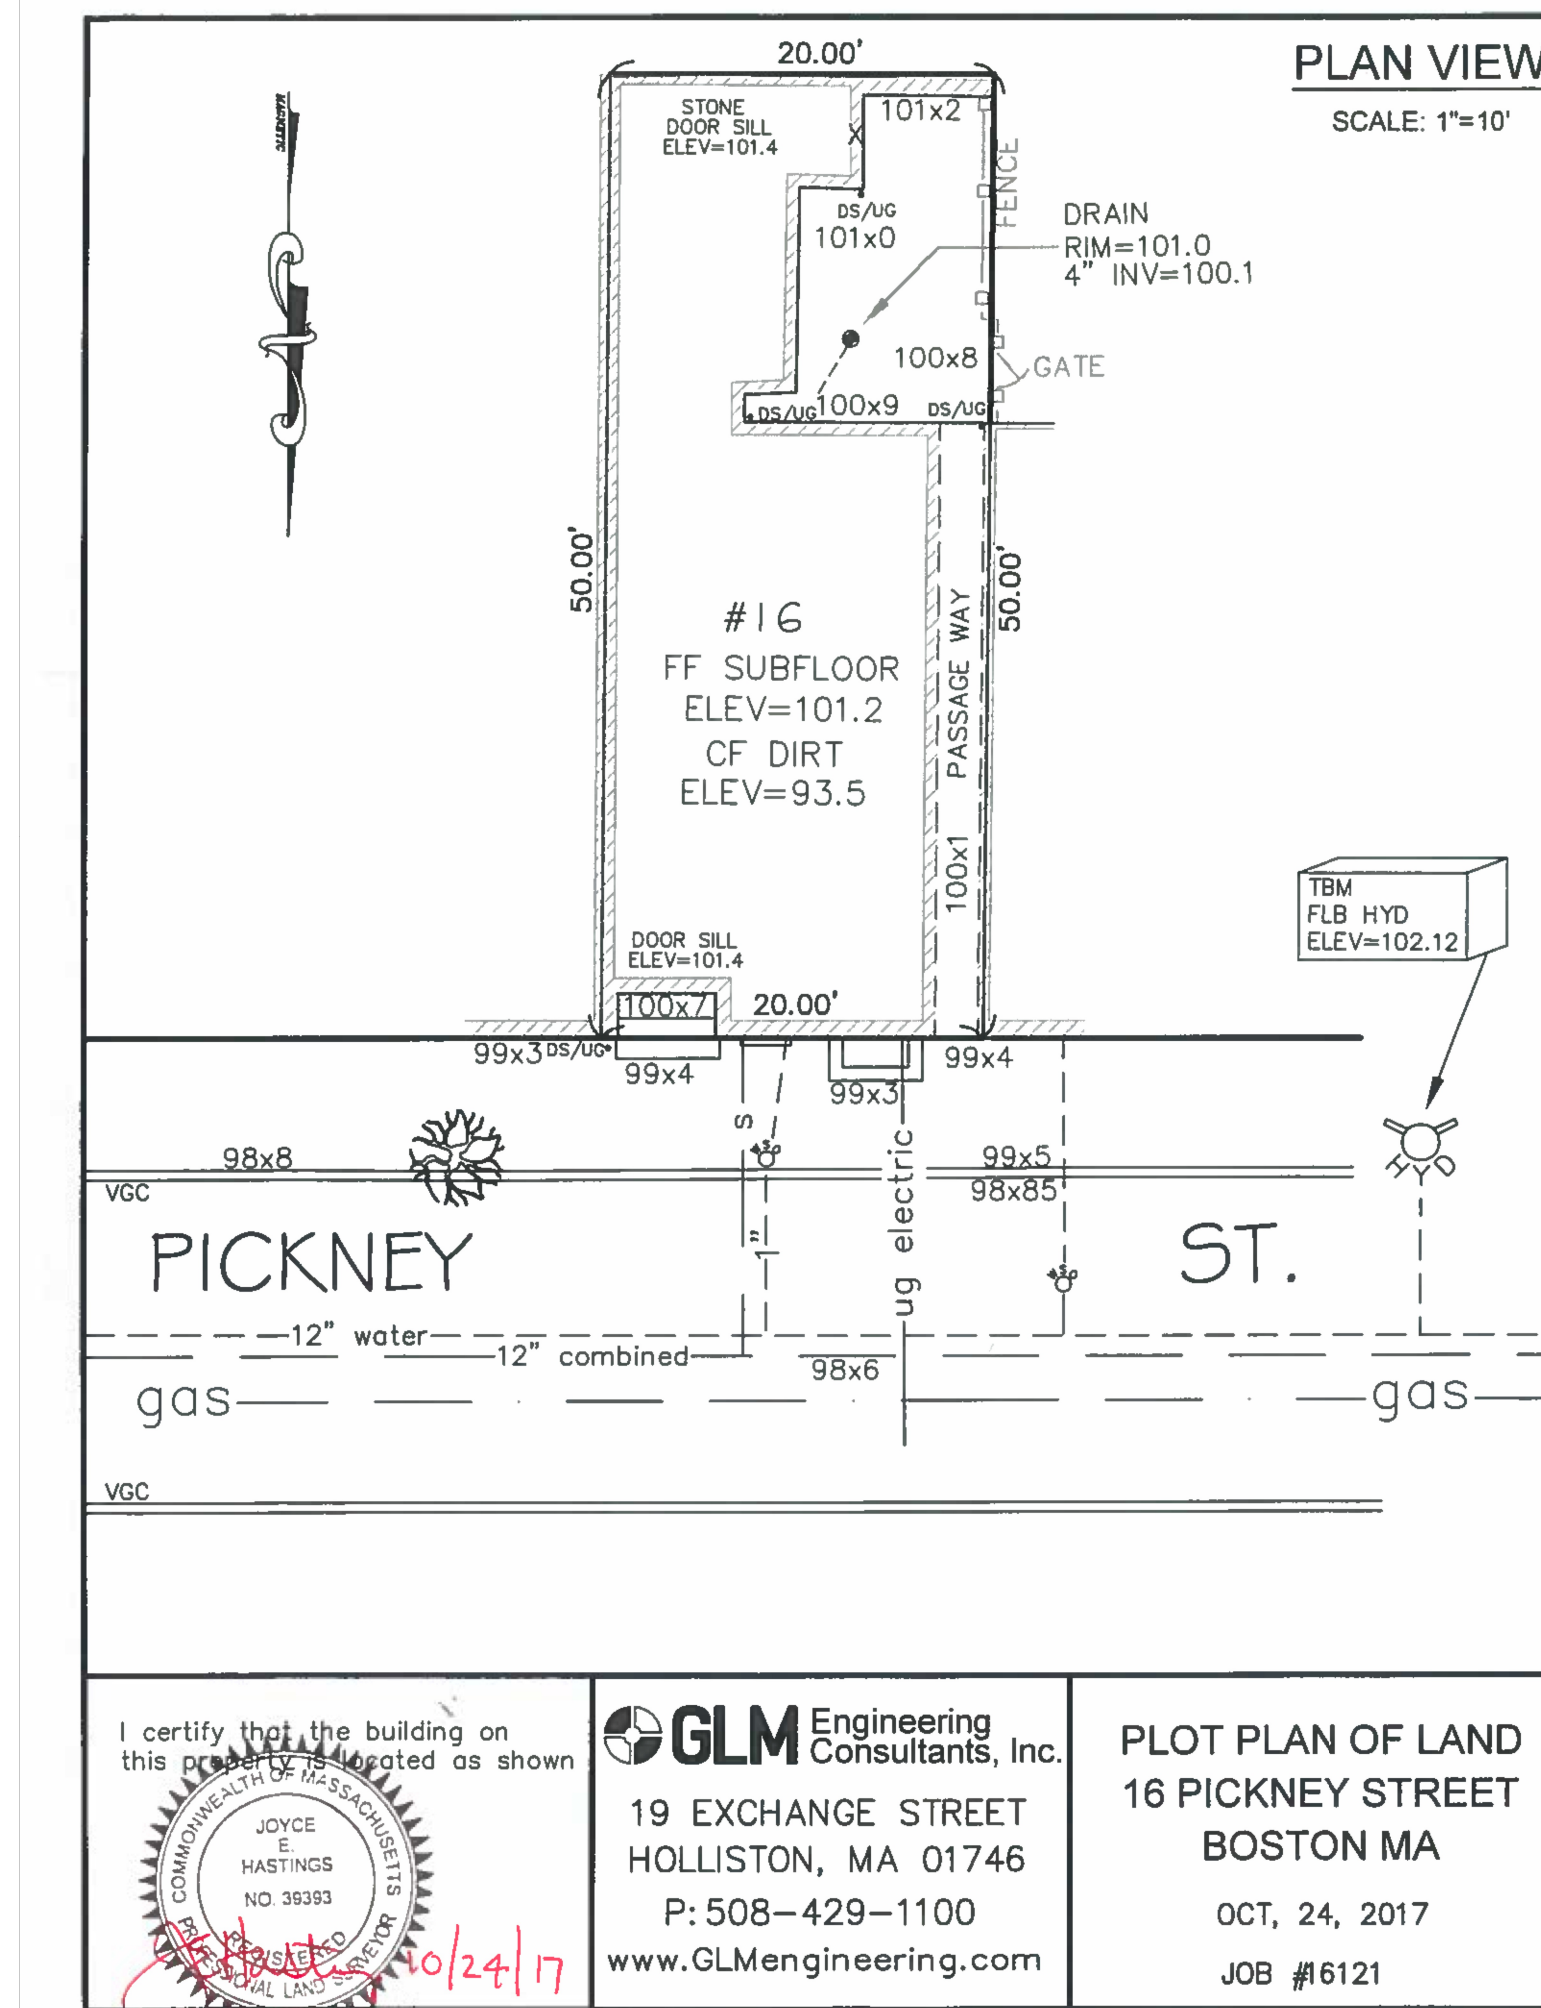 20.00'
PLAN VIEW
SCALE: 1"=10'
MAGNETIC
STONE
DOOR SILL
ELEV=101.4
101x2
X
FENCE
DS/UG
101x0
DRAIN
RIM=101.0
4" INV=100.1
100x8
GATE
DS/UG
100x9
DS/UG
50.00'
50.00'
#16
FF SUBFLOOR
ELEV=101.2
CF DIRT
ELEV=93.5
PASSAGE WAY
100x1
TBM
FLB HYD
ELEV=102.12
DOOR SILL
ELEV=101.4
100x7
20.00'
99x3
DS/UG
99x4
99x3
99x4
S
98x8
99x5
98x85
VGC
HYD
1"
ug electric
PICKNEY
ST.
12" water
12" combined
98x6
gas
gas
VGC
I certify that the building on
this property is located as shown
COMMONWEALTH OF MASSACHUSETTS
JOYCE
E.
HASTINGS
NO. 39393
REGISTERED
PROFESSIONAL LAND SURVEYOR
10/24/17
GLM Engineering
Consultants, Inc.
19 EXCHANGE STREET
HOLLISTON, MA 01746
P: 508-429-1100
www.GLMengineering.com
PLOT PLAN OF LAND
16 PICKNEY STREET
BOSTON MA
OCT, 24, 2017
JOB #16121